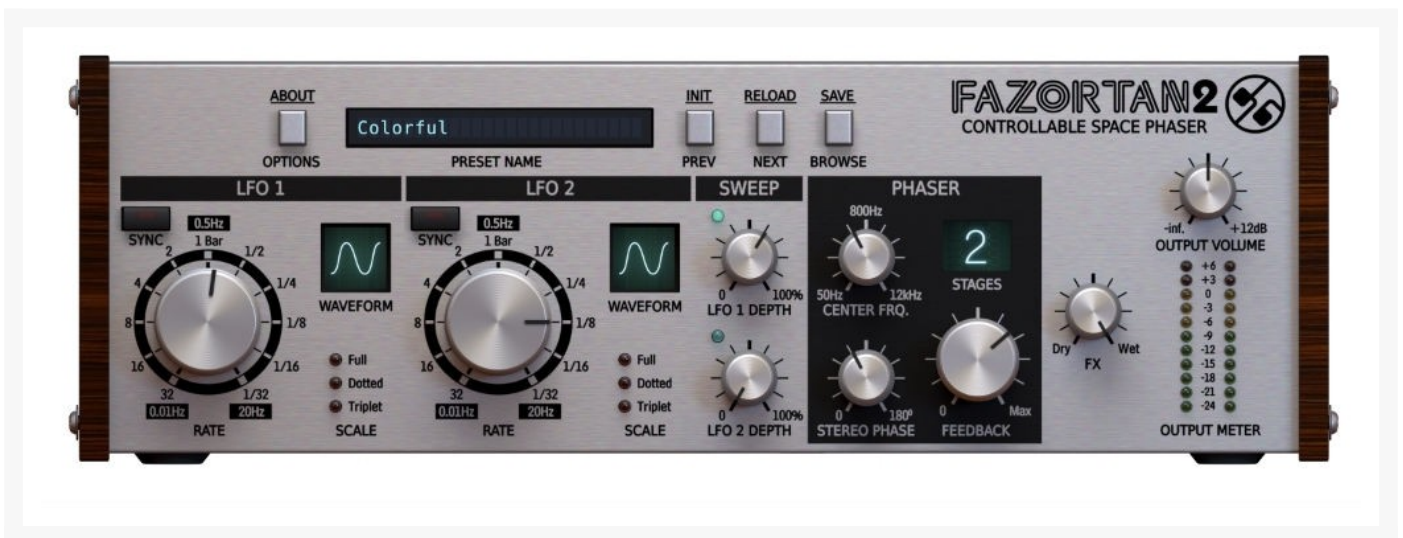 ABOUT
OPTIONS
Colorful
PRESET NAME
INIT
PREV
RELOAD
NEXT
SAVE
BROWSE
FAZORTAN2
CONTROLLABLE SPACE PHASER
LFO 1
SYNC
0.5Hz
1 Bar
2
1/2
4
1/4
8
1/8
16
1/16
32
1/32
0.01Hz
20Hz
RATE
WAVEFORM
Full
Dotted
Triplet
SCALE
LFO 2
SYNC
0.5Hz
1 Bar
2
1/2
4
1/4
8
1/8
16
1/16
32
1/32
0.01Hz
20Hz
RATE
WAVEFORM
Full
Dotted
Triplet
SCALE
SWEEP
0
100%
LFO 1 DEPTH
0
100%
LFO 2 DEPTH
PHASER
800Hz
50Hz
12kHz
CENTER FRQ.
2
STAGES
0
180º
STEREO PHASE
0
Max
FEEDBACK
Dry
Wet
FX
-inf.
+12dB
OUTPUT VOLUME
+6
+3
0
-3
-6
-9
-12
-15
-18
-21
-24
OUTPUT METER